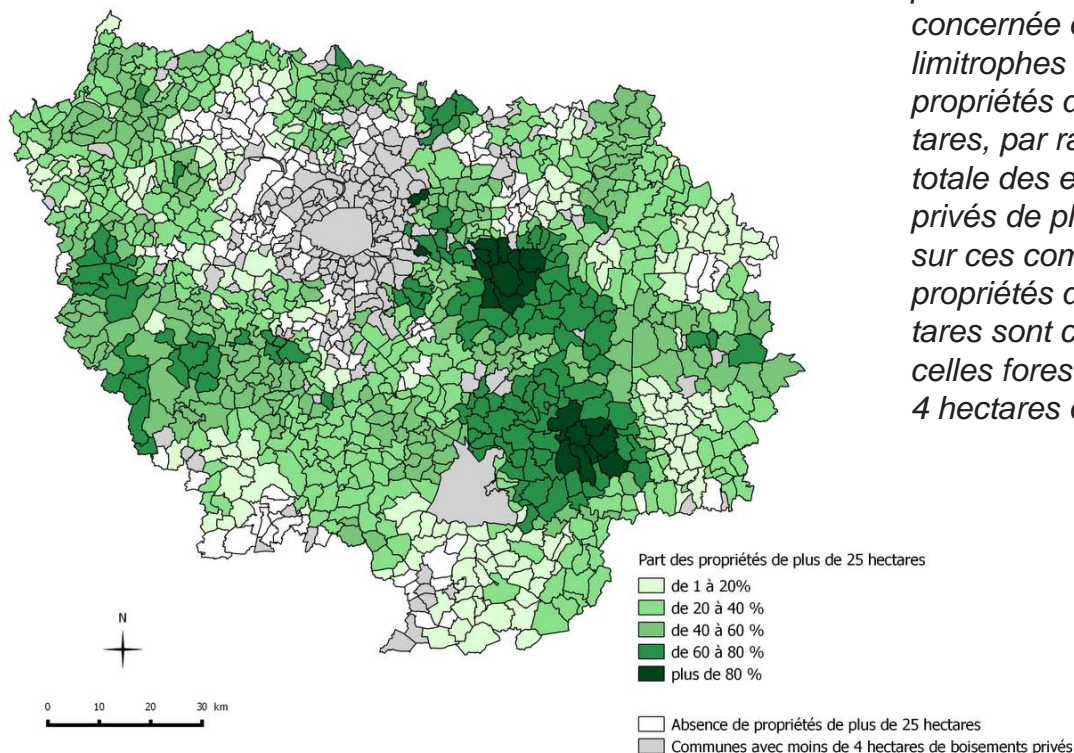 concernée e
limitrophes
propriétés d
tares, par ra
totale des e
privés de pl
sur ces com
propriétés d
tares sont c
celles fores
4 hectares
Part des propriétés de plus de 25 hectares
de 1 à 20%
de 20 à 40 %
de 40 à 60 %
de 60 à 80 %
plus de 80 %
N
0 10 20 30 km
Absence de propriétés de plus de 25 hectares
Communes avec moins de 4 hectares de boisements privés